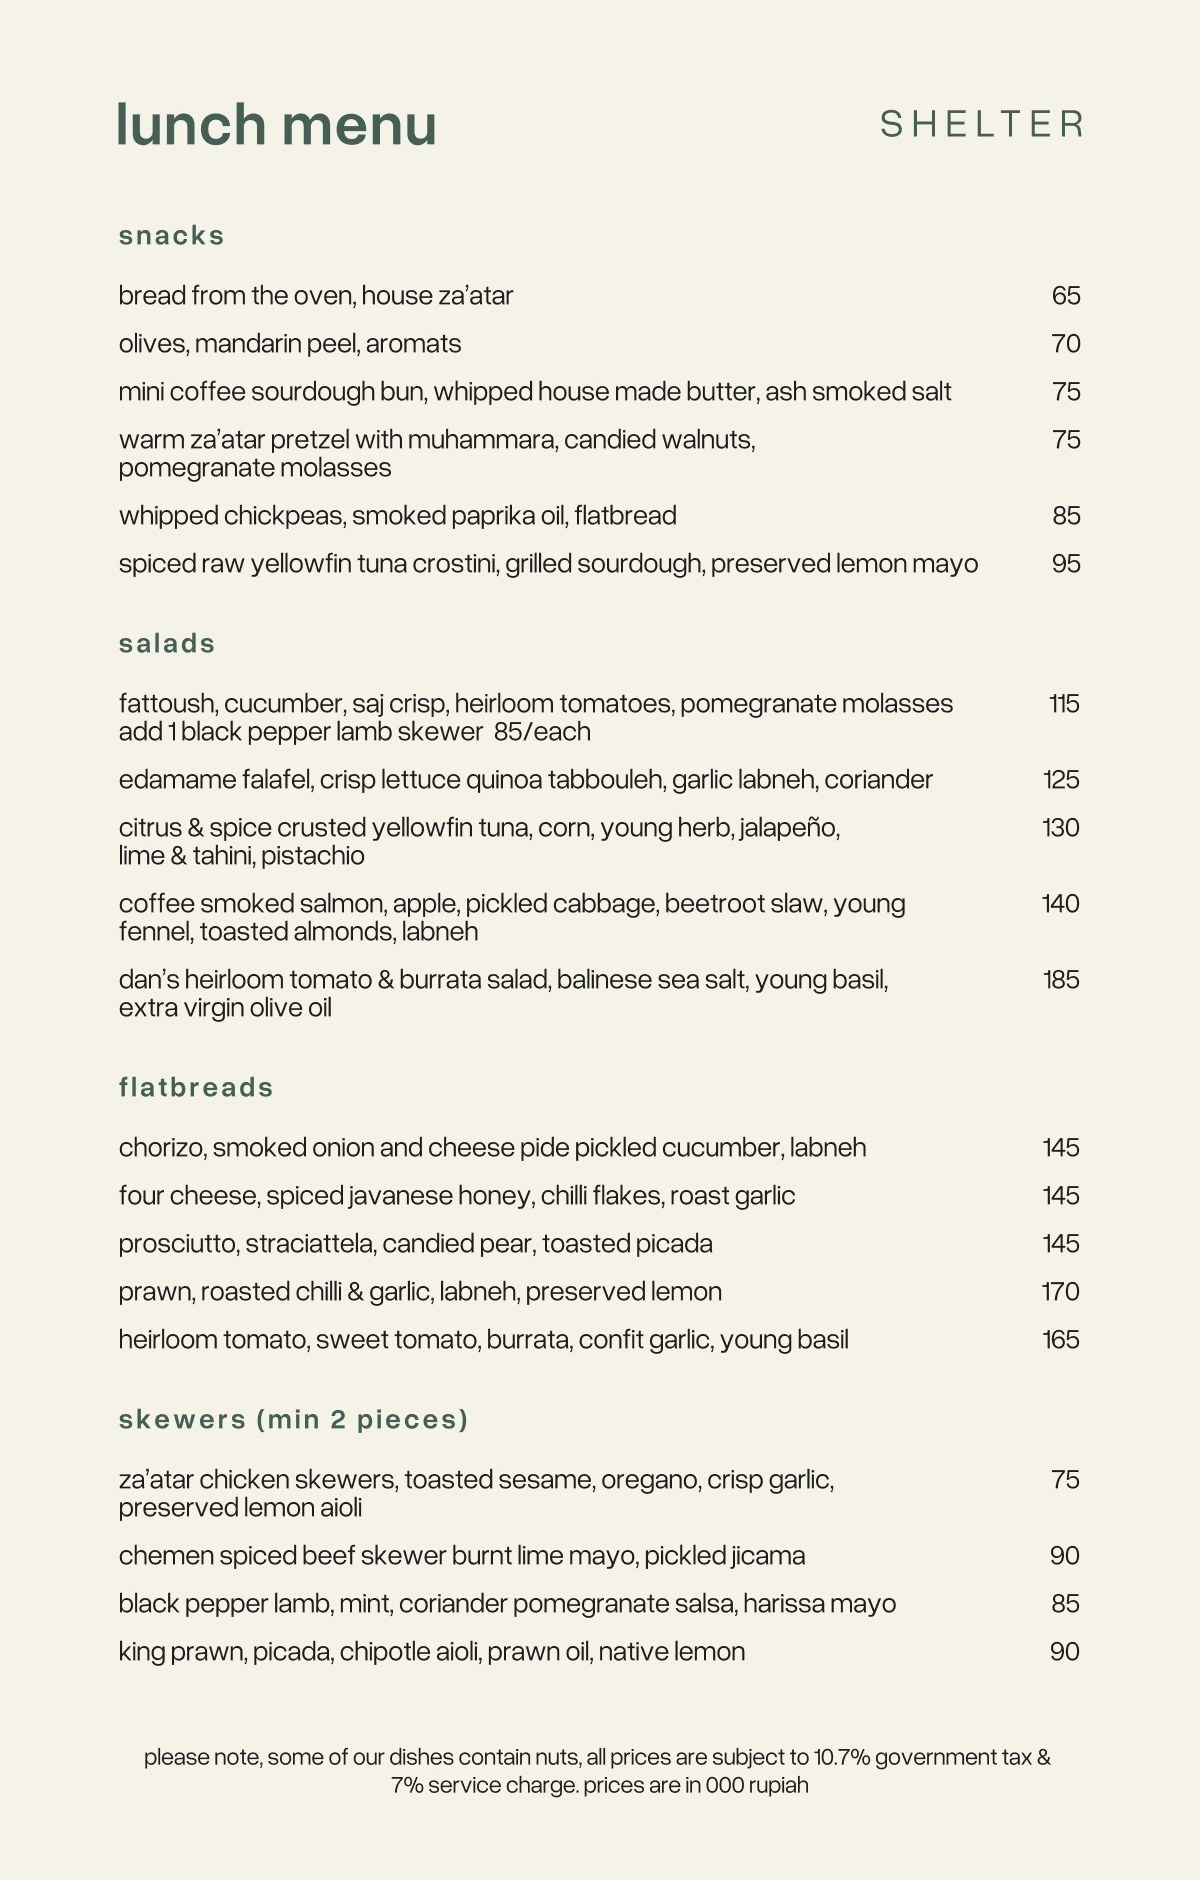 lunch menu
SHELTER
snacks
bread from the oven, house za’atar 65
olives, mandarin peel, aromats 70
mini coffee sourdough bun, whipped house made butter, ash smoked salt 75
warm za’atar pretzel with muhammara, candied walnuts, 75
pomegranate molasses
whipped chickpeas, smoked paprika oil, flatbread 85
spiced raw yellowfin tuna crostini, grilled sourdough, preserved lemon mayo 95
salads
fattoush, cucumber, saj crisp, heirloom tomatoes, pomegranate molasses 115
add 1 black pepper lamb skewer 85/each
edamame falafel, crisp lettuce quinoa tabbouleh, garlic labneh, coriander 125
citrus & spice crusted yellowfin tuna, corn, young herb, jalapeño, 130
lime & tahini, pistachio
coffee smoked salmon, apple, pickled cabbage, beetroot slaw, young 140
fennel, toasted almonds, labneh
dan’s heirloom tomato & burrata salad, balinese sea salt, young basil, 185
extra virgin olive oil
flatbreads
chorizo, smoked onion and cheese pide pickled cucumber, labneh 145
four cheese, spiced javanese honey, chilli flakes, roast garlic 145
prosciutto, straciattela, candied pear, toasted picada 145
prawn, roasted chilli & garlic, labneh, preserved lemon 170
heirloom tomato, sweet tomato, burrata, confit garlic, young basil 165
skewers (min 2 pieces)
za’atar chicken skewers, toasted sesame, oregano, crisp garlic, 75
preserved lemon aioli
chemen spiced beef skewer burnt lime mayo, pickled jicama 90
black pepper lamb, mint, coriander pomegranate salsa, harissa mayo 85
king prawn, picada, chipotle aioli, prawn oil, native lemon 90
please note, some of our dishes contain nuts, all prices are subject to 10.7% government tax &
7% service charge. prices are in 000 rupiah